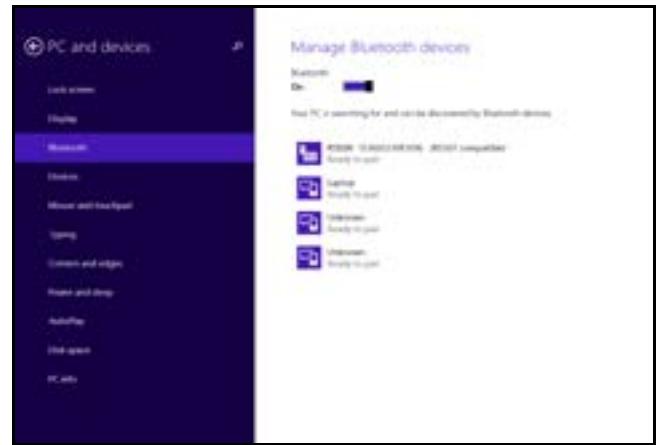 PC and devices
Lock screen
Display
Bluetooth
Devices
Mouse and touchpad
Typing
Corners and edges
Power and sleep
AutoPlay
Disk space
PC info
Manage Bluetooth devices
Bluetooth
On
Your PC is searching for and can be discovered by Bluetooth devices.
compatible
Ready to pair
Laptop
Ready to pair
Unknown
Ready to pair
Unknown
Ready to pair